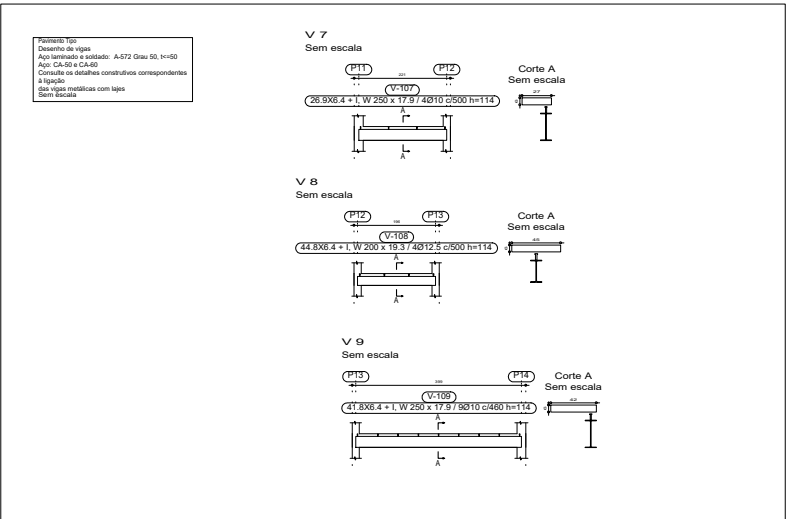 Pavimento Tipo
Desenho de vigas
Aço laminado e soldado: A-572 Grau 50, t<=50
Aço: CA-50 e CA-60
Consulte os detalhes construtivos correspondentes
à ligação
das vigas metálicas com lajes
Sem escala
V 7
Sem escala
P11
P12
221
V-107
26.9X6.4 + I, W 250 x 17.9 / 4Ø10 c/500 h=114
A
A
Corte A
Sem escala
27
V 8
Sem escala
P12
P13
V-108
44.8X6.4 + I, W 200 x 19.3 / 4Ø12.5 c/500 h=114
A
A
Corte A
Sem escala
45
V 9
Sem escala
P13
P14
V-109
41.8X6.4 + I, W 250 x 17.9 / 9Ø10 c/460 h=114
A
A
Corte A
Sem escala
42